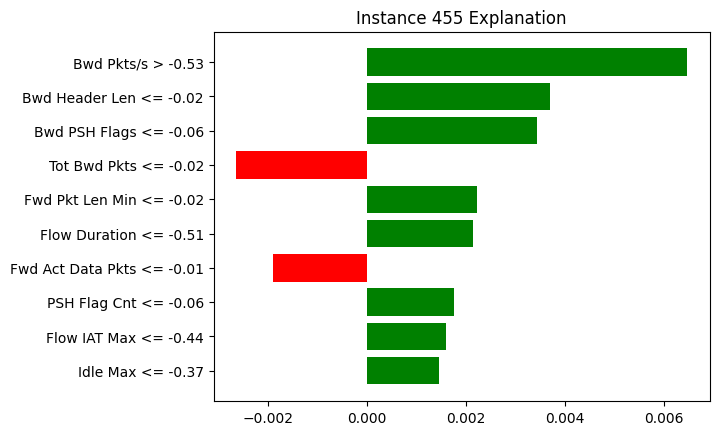 Instance 455 Explanation
Bwd Pkts/s > -0.53
Bwd Header Len <= -0.02
Bwd PSH Flags <= -0.06
Tot Bwd Pkts <= -0.02
Fwd Pkt Len Min <= -0.02
Flow Duration <= -0.51
Fwd Act Data Pkts <= -0.01
PSH Flag Cnt <= -0.06
Flow IAT Max <= -0.44
Idle Max <= -0.37
−0.002 0.000 0.002 0.004 0.006